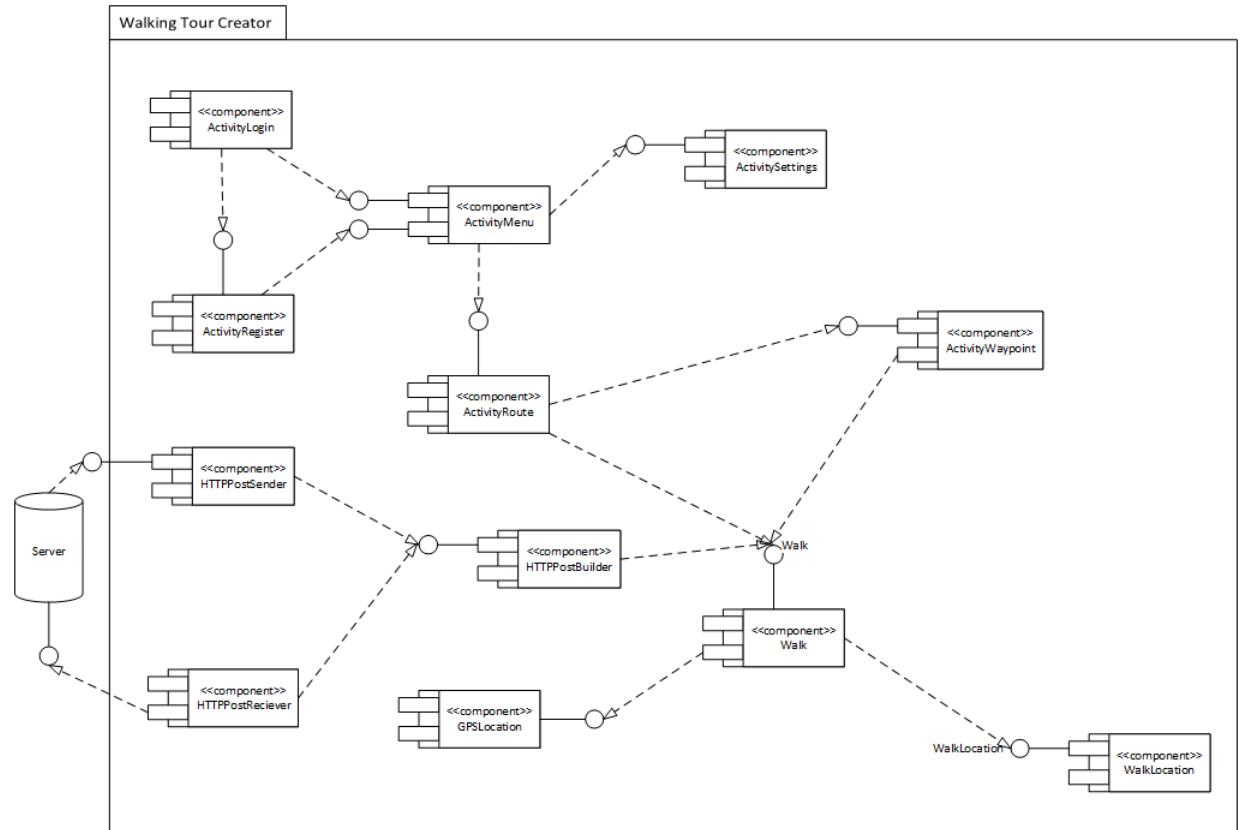 Walking Tour Creator
<<component>>
ActivityLogin
<<component>>
ActivitySettings
<<component>>
ActivityMenu
<<component>>
ActivityRegister
<<component>>
ActivityWaypoint
<<component>>
ActivityRoute
<<component>>
HTTPPostSender
Server
<<component>>
HTTPPostBuilder
Walk
<<component>>
Walk
<<component>>
HTTPPostReciever
<<component>>
GPSLocation
WalkLocation
<<component>>
WalkLocation